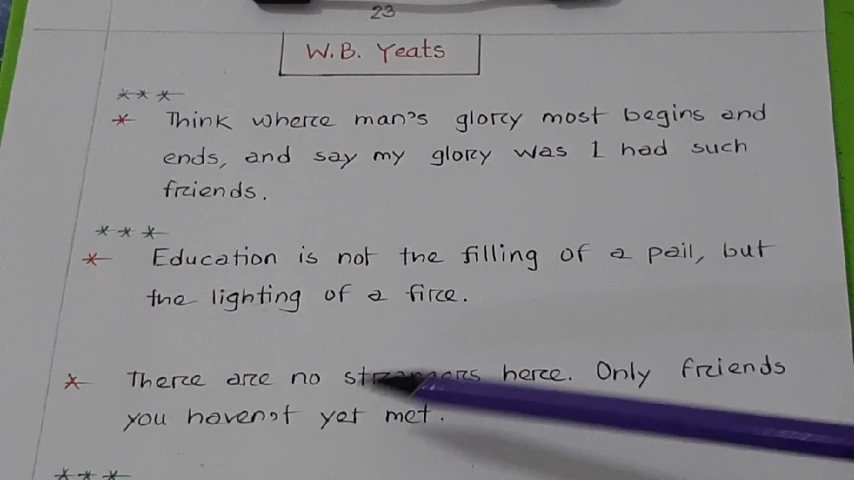 23
W.B. Yeats
***
* Think where man's glory most begins and
ends, and say my glory was I had such
friends.
***
* Education is not the filling of a pail, but
the lighting of a fire.
* There are no strangers here. Only friends
you haven't yet met.
***